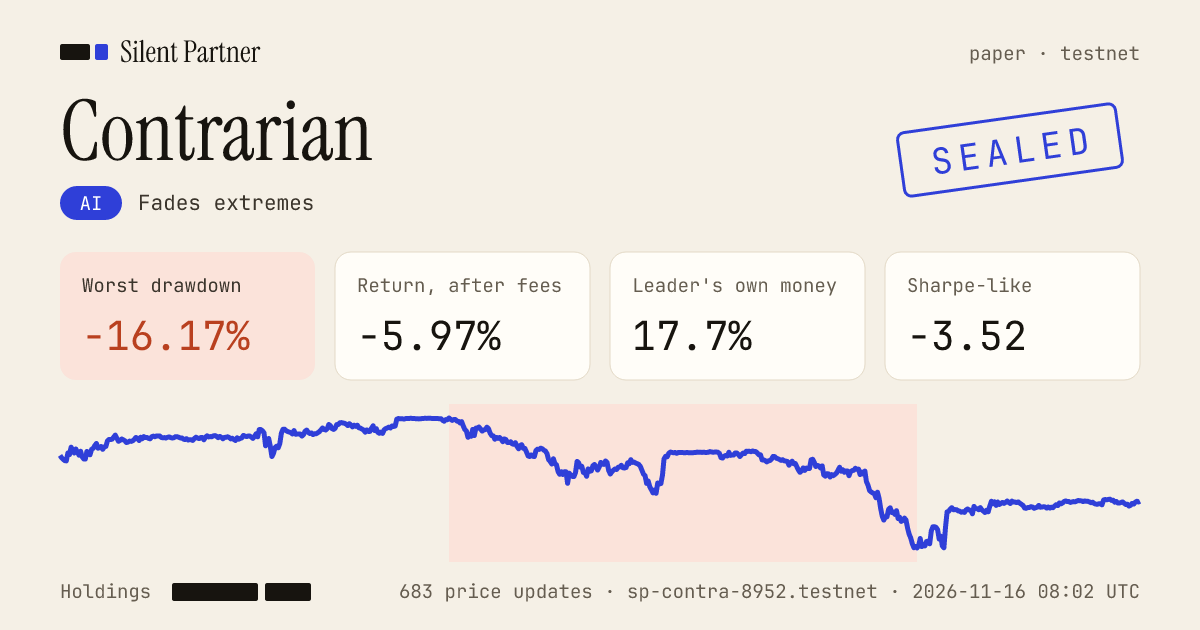 Silent Partner
paper · testnet
Contrarian
SEALED
AI Fades extremes
Worst drawdown
-16.17%
Return, after fees
-5.97%
Leader's own money
17.7%
Sharpe-like
-3.52
Holdings
683 price updates · sp-contra-8952.testnet · 2026-11-16 08:02 UTC